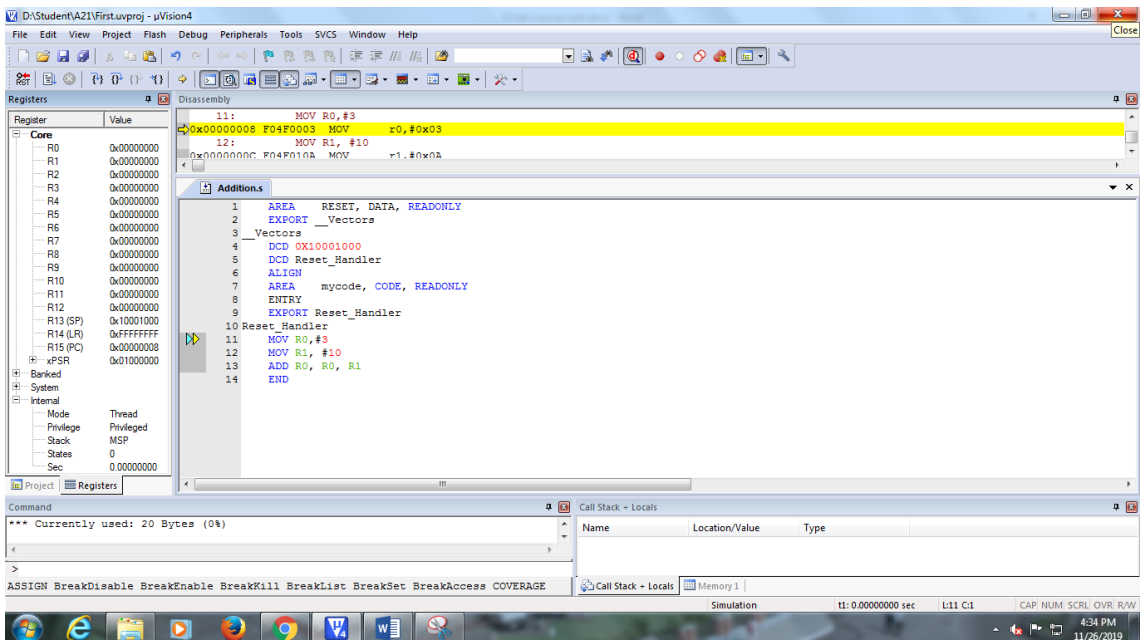 D:\Student\A21\First.uvproj - µVision4
Close
File Edit View Project Flash Debug Peripherals Tools SVCS Window Help
RST
Registers
Register Value
Core
R0 0x00000000
R1 0x00000000
R2 0x00000000
R3 0x00000000
R4 0x00000000
R5 0x00000000
R6 0x00000000
R7 0x00000000
R8 0x00000000
R9 0x00000000
R10 0x00000000
R11 0x00000000
R12 0x00000000
R13 (SP) 0x10001000
R14 (LR) 0xFFFFFFFF
R15 (PC) 0x00000008
xPSR 0x01000000
Banked
System
Internal
Mode Thread
Privilege Privileged
Stack MSP
States 0
Sec 0.00000000
Project Registers
Disassembly
11: MOV R0,#3
0x00000008 F04F0003 MOV r0,#0x03
12: MOV R1, #10
0x0000000C F04F010A MOV r1,#0x0A
Addition.s
1 AREA RESET, DATA, READONLY
2 EXPORT __Vectors
3 __Vectors
4 DCD 0X10001000
5 DCD Reset_Handler
6 ALIGN
7 AREA mycode, CODE, READONLY
8 ENTRY
9 EXPORT Reset_Handler
10 Reset_Handler
11 MOV R0,#3
12 MOV R1, #10
13 ADD R0, R0, R1
14 END
Command
*** Currently used: 20 Bytes (0%)
>
ASSIGN BreakDisable BreakEnable BreakKill BreakList BreakSet BreakAccess COVERAGE
Call Stack + Locals
Name Location/Value Type
Call Stack + Locals Memory 1
Simulation t1: 0.00000000 sec L:11 C:1 CAP NUM SCRL OVR R/W
4:34 PM
11/26/2019